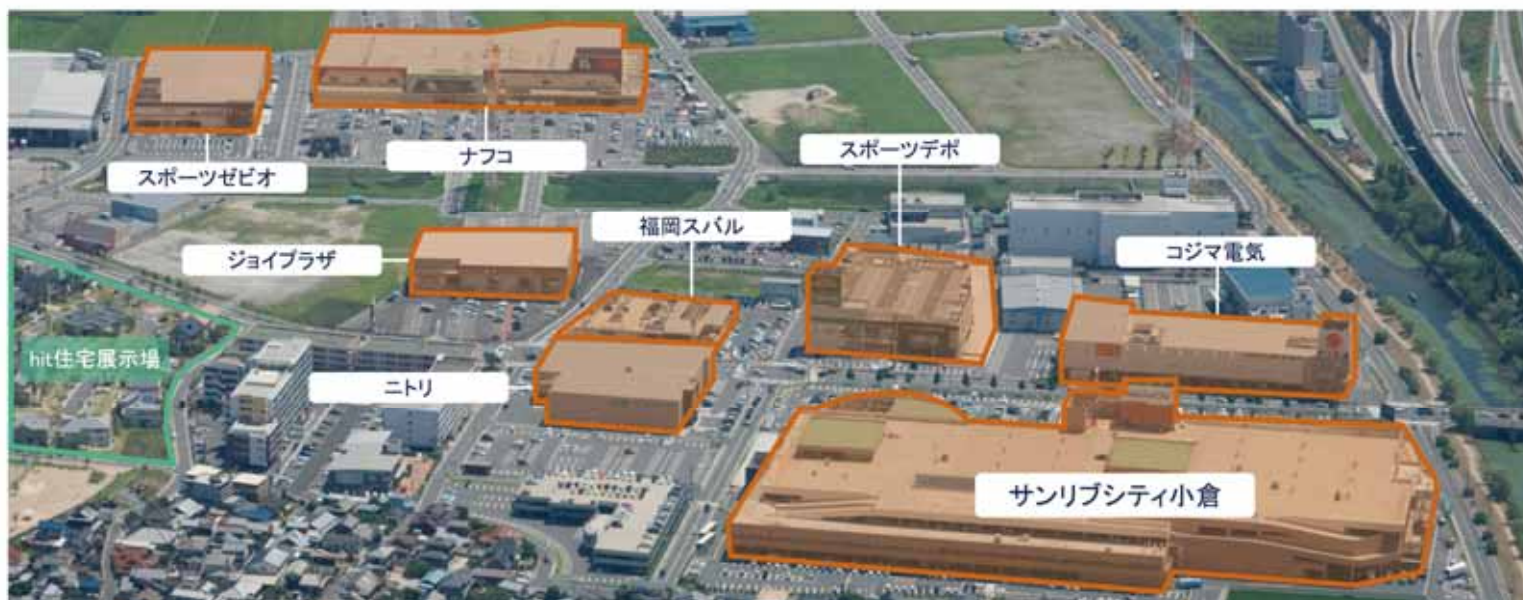 ナフコ
スポーツデポ
スポーツゼビオ
福岡スバル
コジマ電気
ジョイプラザ
hit住宅展示場
ニトリ
サンリブシティ小倉